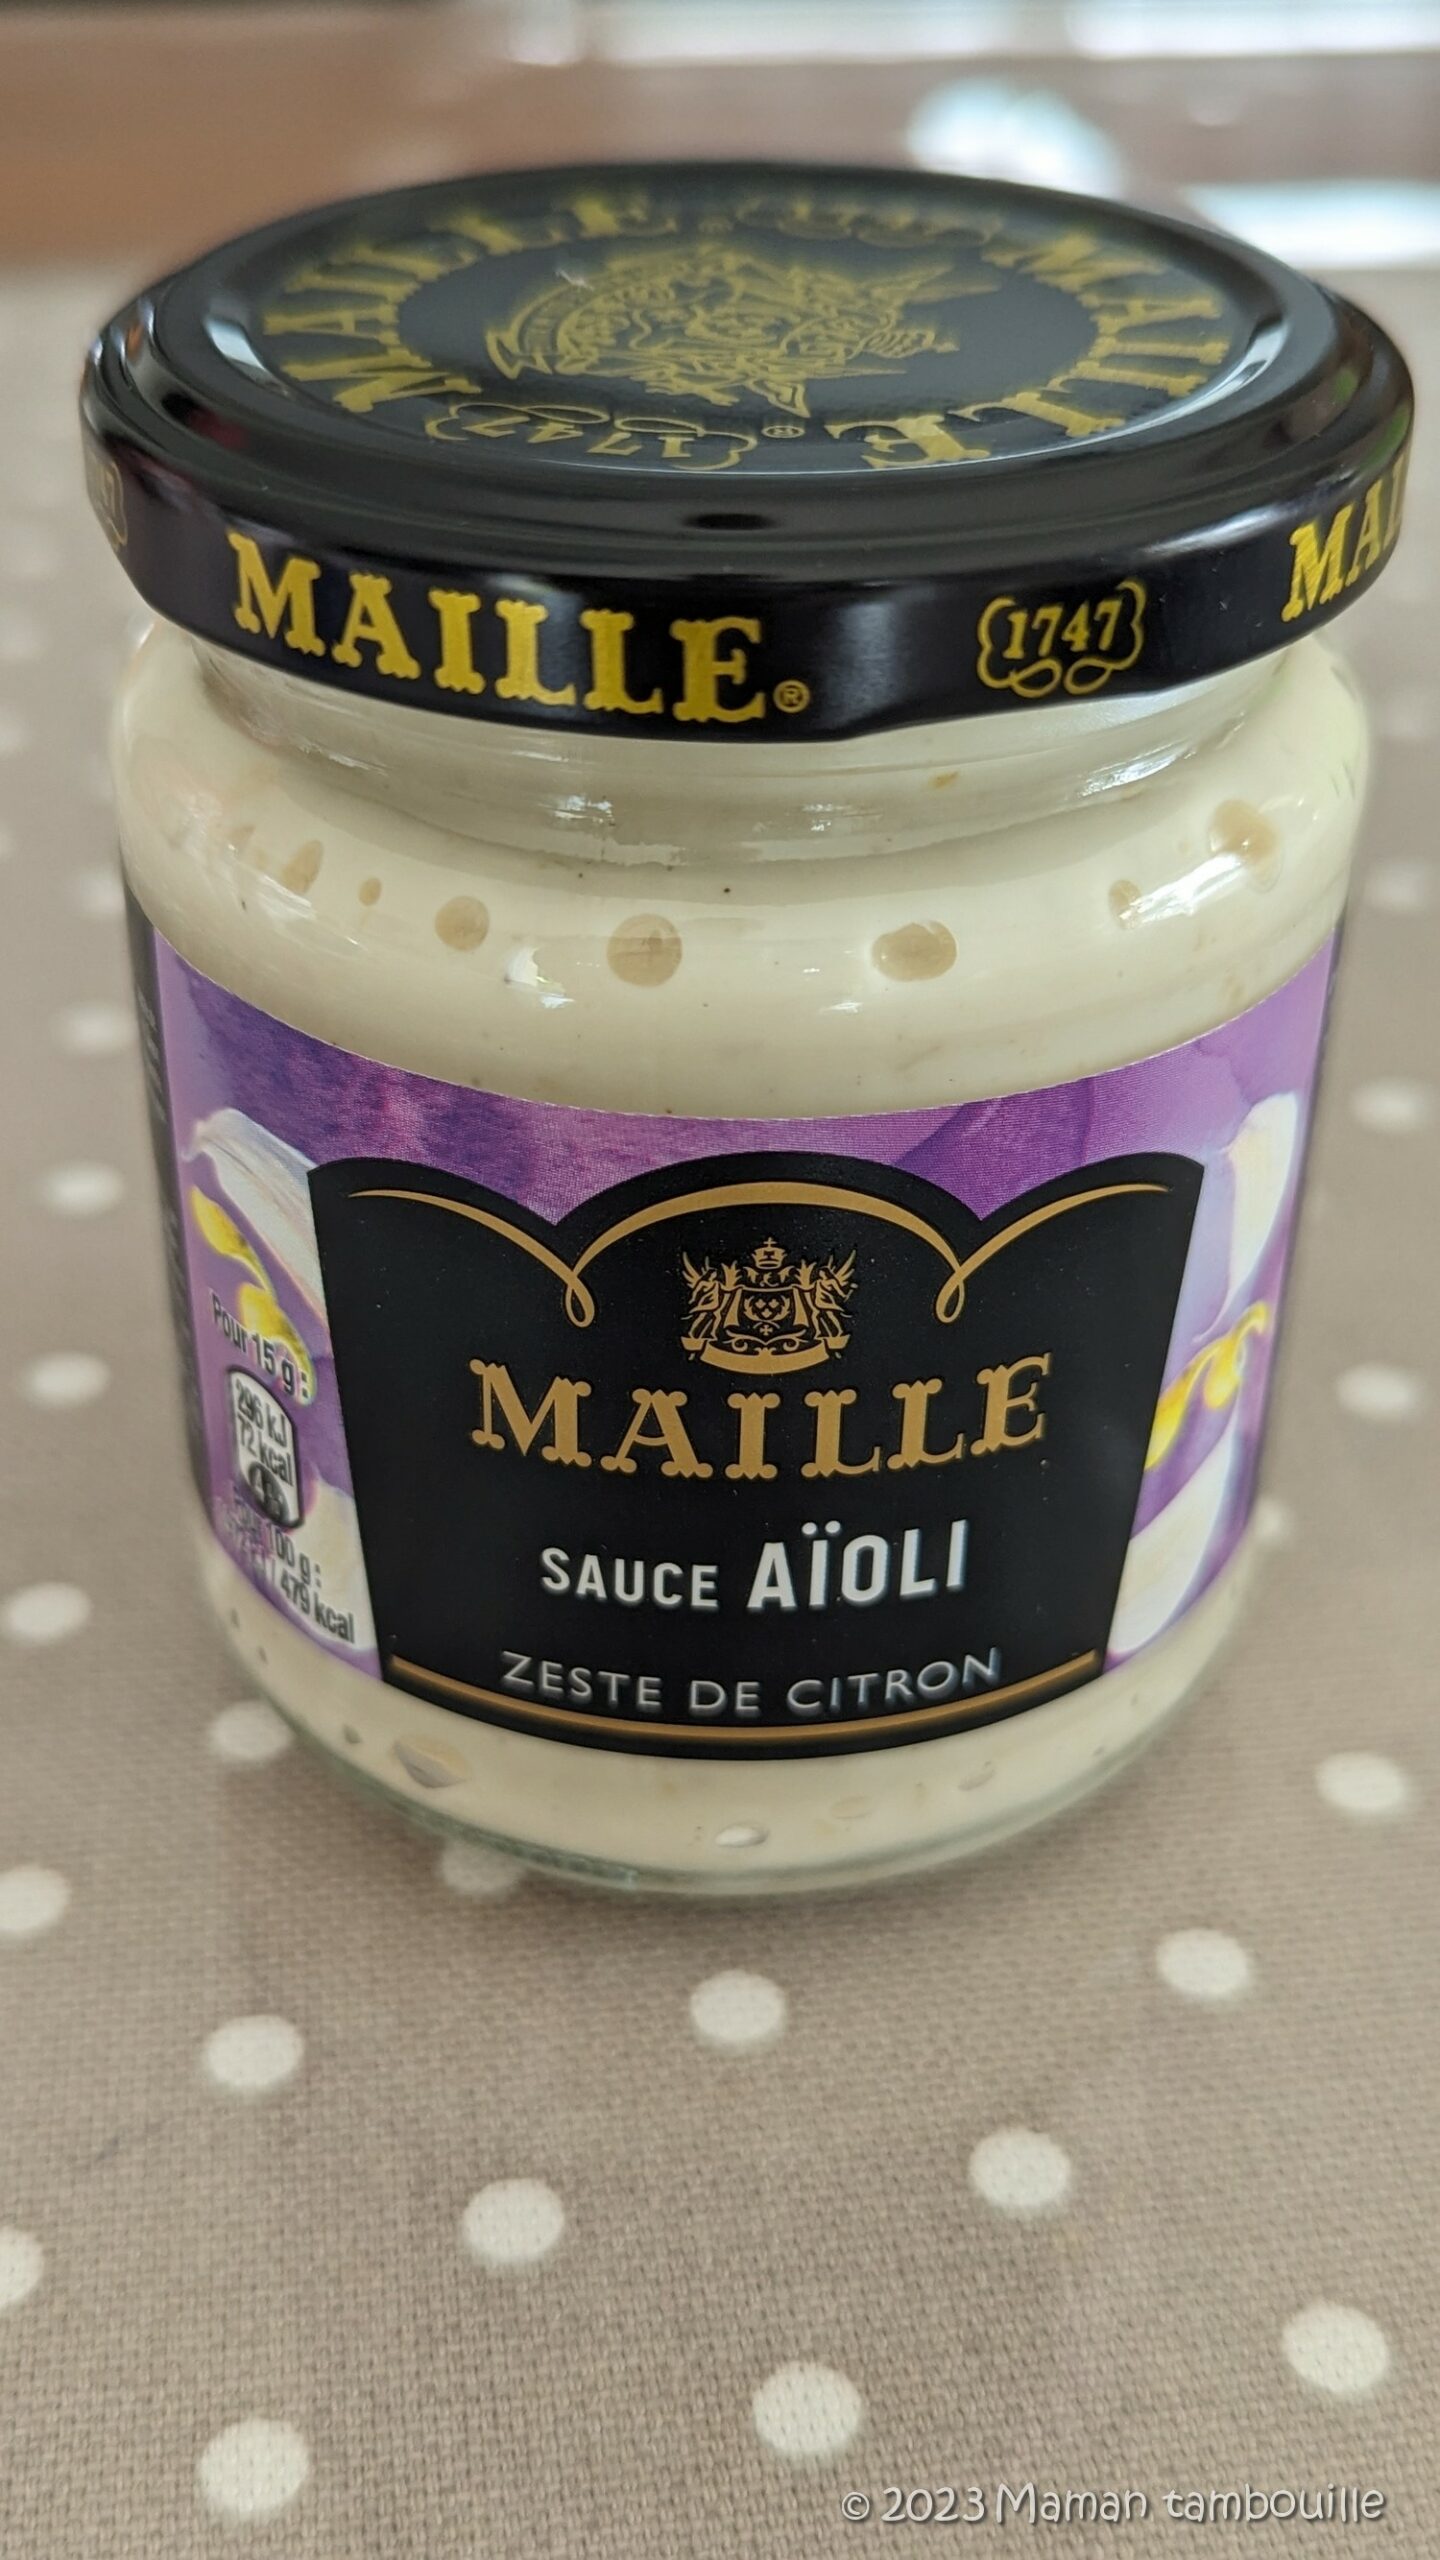 MAILLE ® MAILLE
1747 ®
MAILLE® 1747
MAILLE
SAUCE AÏOLI
ZESTE DE CITRON
Pour 15 g :
296 kJ
72 kcal
100 g :
479 kcal
© 2023 Maman tambouille